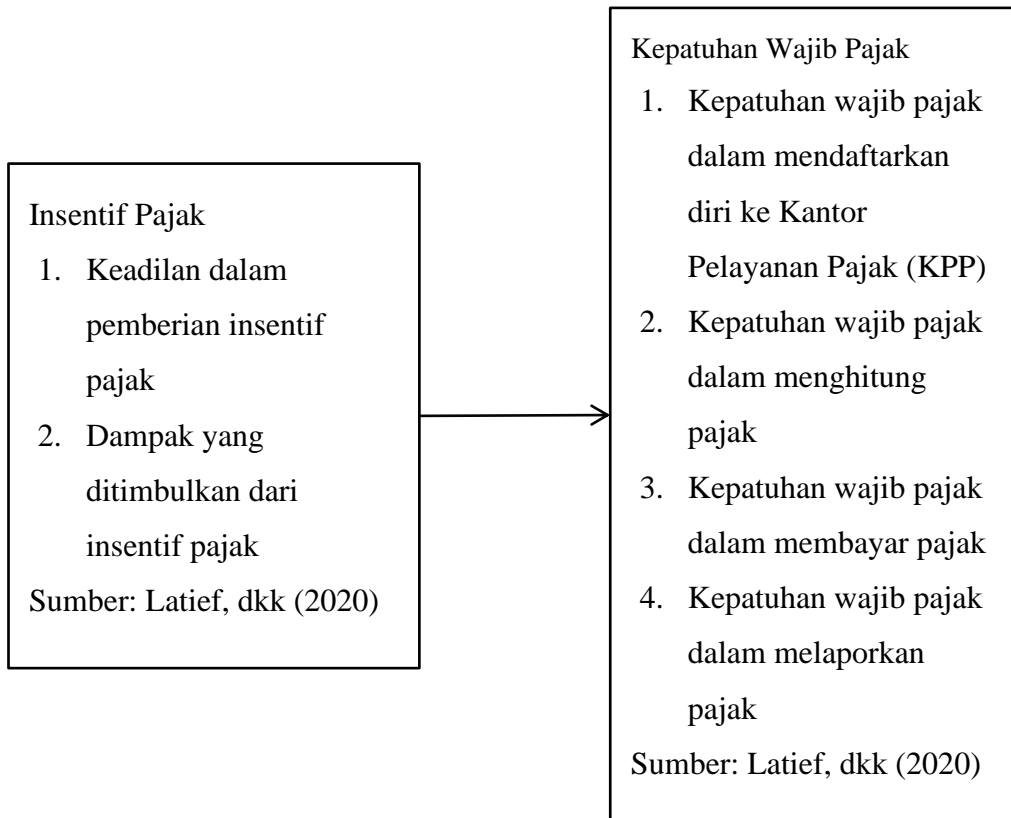 Insentif Pajak
1. Keadilan dalam
pemberian insentif
pajak
2. Dampak yang
ditimbulkan dari
insentif pajak
Sumber: Latief, dkk (2020)
Kepatuhan Wajib Pajak
1. Kepatuhan wajib pajak
dalam mendaftarkan
diri ke Kantor
Pelayanan Pajak (KPP)
2. Kepatuhan wajib pajak
dalam menghitung
pajak
3. Kepatuhan wajib pajak
dalam membayar pajak
4. Kepatuhan wajib pajak
dalam melaporkan
pajak
Sumber: Latief, dkk (2020)